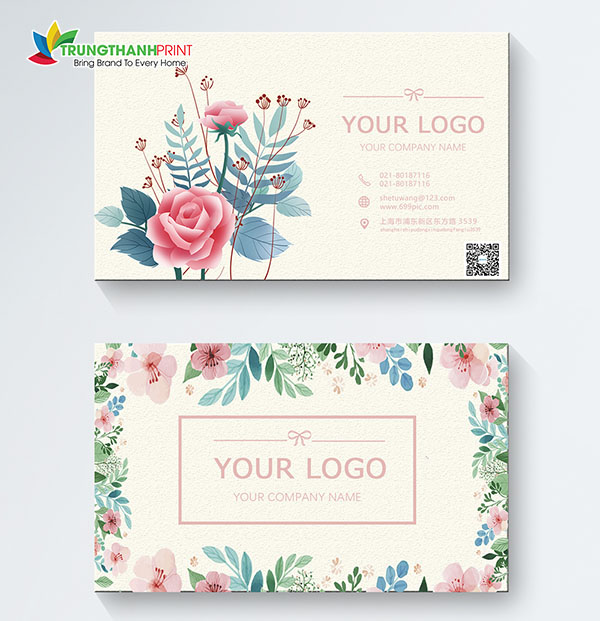 TRUNGTHANHPRINT
Bring Brand To Every Home
YOUR LOGO
YOUR COMPANY NAME
021-80187116
021-80187116
shetuwang@123.com
www.699pic.com
上海市浦东新区东方路 3539
YOUR LOGO
YOUR COMPANY NAME